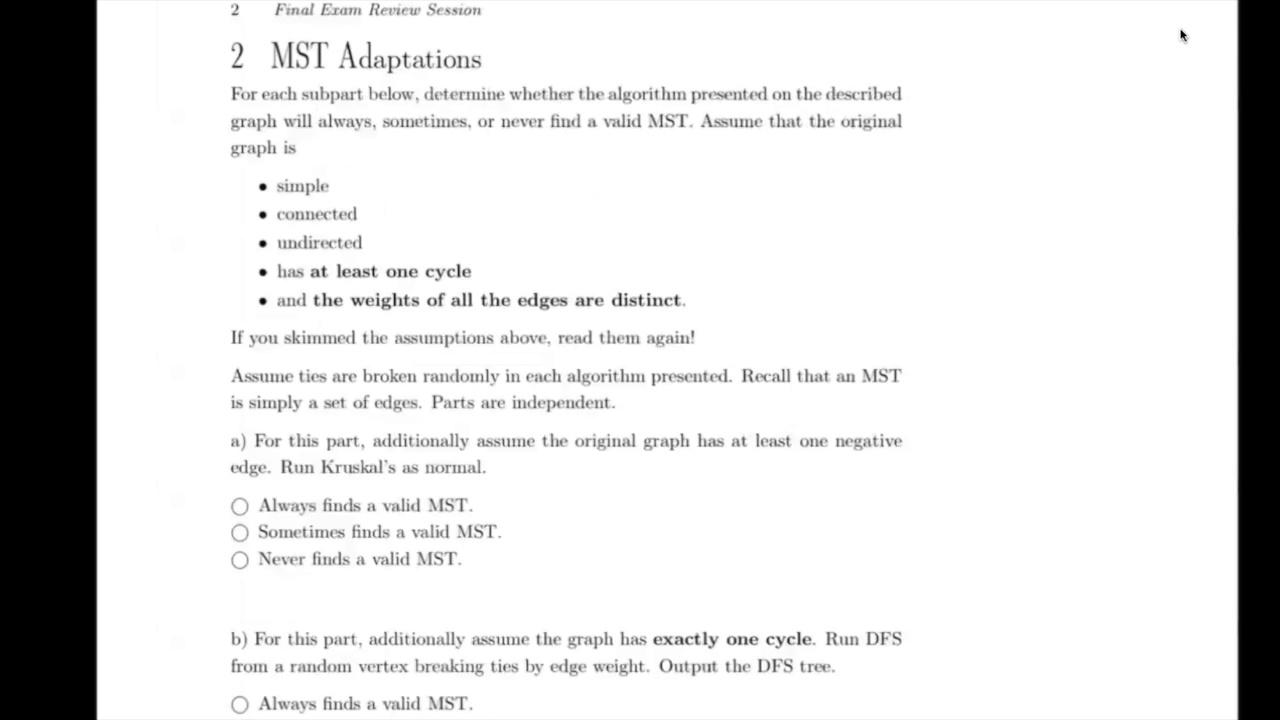 2 Final Exam Review Session
2 MST Adaptations
For each subpart below, determine whether the algorithm presented on the described
graph will always, sometimes, or never find a valid MST. Assume that the original
graph is
• simple
• connected
• undirected
• has at least one cycle
• and the weights of all the edges are distinct.
If you skimmed the assumptions above, read them again!
Assume ties are broken randomly in each algorithm presented. Recall that an MST
is simply a set of edges. Parts are independent.
a) For this part, additionally assume the original graph has at least one negative
edge. Run Kruskal's as normal.
○ Always finds a valid MST.
○ Sometimes finds a valid MST.
○ Never finds a valid MST.
b) For this part, additionally assume the graph has exactly one cycle. Run DFS
from a random vertex breaking ties by edge weight. Output the DFS tree.
○ Always finds a valid MST.